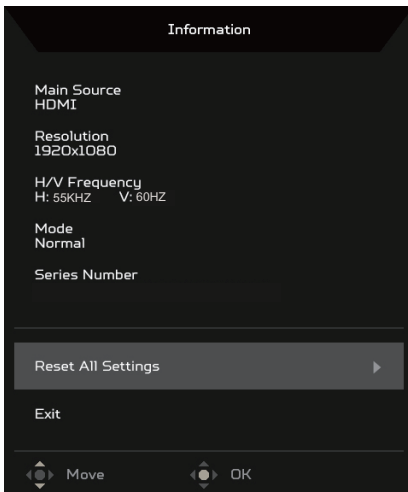 Information
Main Source
HDMI
Resolution
1920x1080
H/V Frequency
H: 55KHZ V: 60HZ
Mode
Normal
Series Number
Reset All Settings
Exit
Move OK